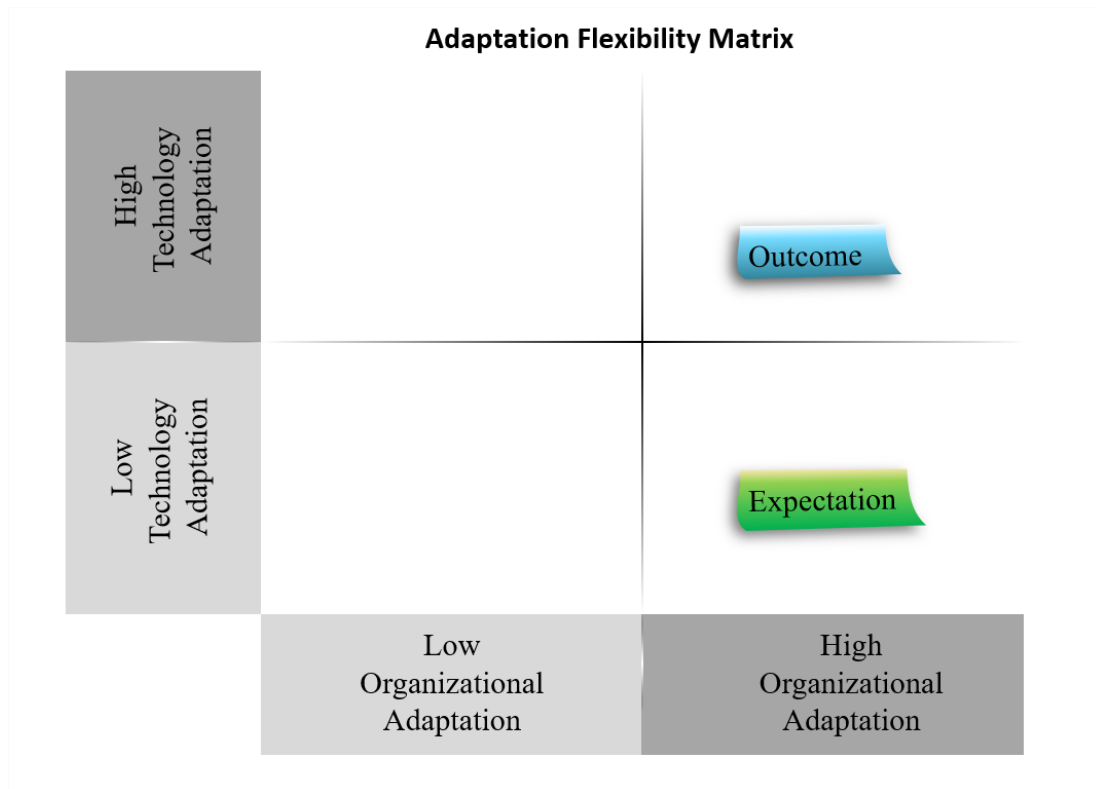 Adaptation Flexibility Matrix
High
Technology
Adaptation
Outcome
Low
Technology
Adaptation
Expectation
Low
Organizational
Adaptation
High
Organizational
Adaptation